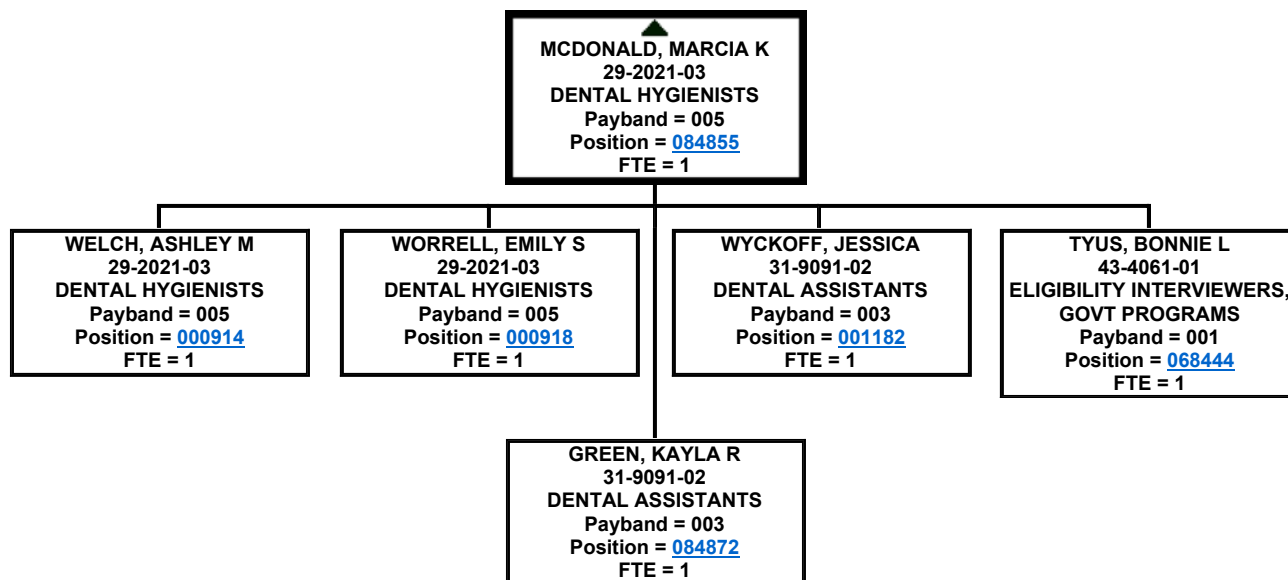 MCDONALD, MARCIA K
29-2021-03
DENTAL HYGIENISTS
Payband = 005
Position = 084855
FTE = 1
WELCH, ASHLEY M
29-2021-03
DENTAL HYGIENISTS
Payband = 005
Position = 000914
FTE = 1
WORRELL, EMILY S
29-2021-03
DENTAL HYGIENISTS
Payband = 005
Position = 000918
FTE = 1
WYCKOFF, JESSICA
31-9091-02
DENTAL ASSISTANTS
Payband = 003
Position = 001182
FTE = 1
TYUS, BONNIE L
43-4061-01
ELIGIBILITY INTERVIEWERS,
GOVT PROGRAMS
Payband = 001
Position = 068444
FTE = 1
GREEN, KAYLA R
31-9091-02
DENTAL ASSISTANTS
Payband = 003
Position = 084872
FTE = 1